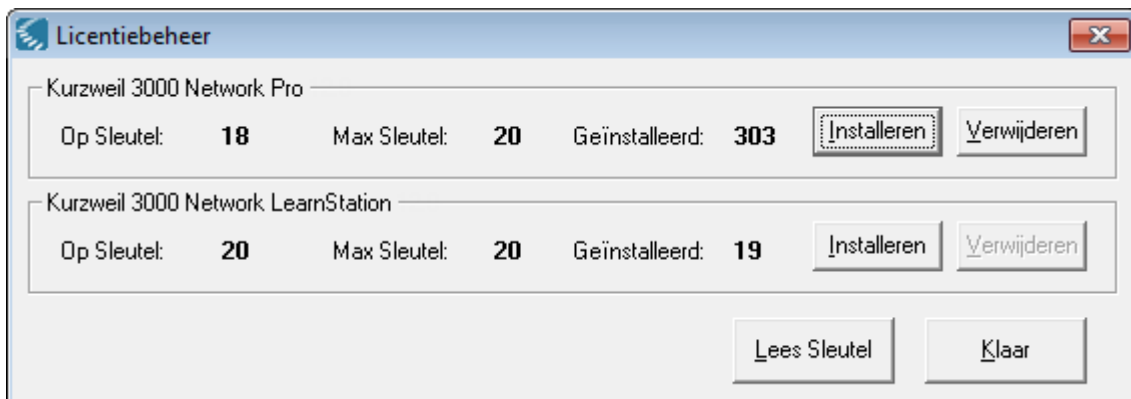 Licentiebeheer
Kurzweil 3000 Network Pro
Op Sleutel: 18 Max Sleutel: 20 Geïnstalleerd: 303 Installeren Verwijderen
Kurzweil 3000 Network LearnStation
Op Sleutel: 20 Max Sleutel: 20 Geïnstalleerd: 19 Installeren Verwijderen
Lees Sleutel Klaar